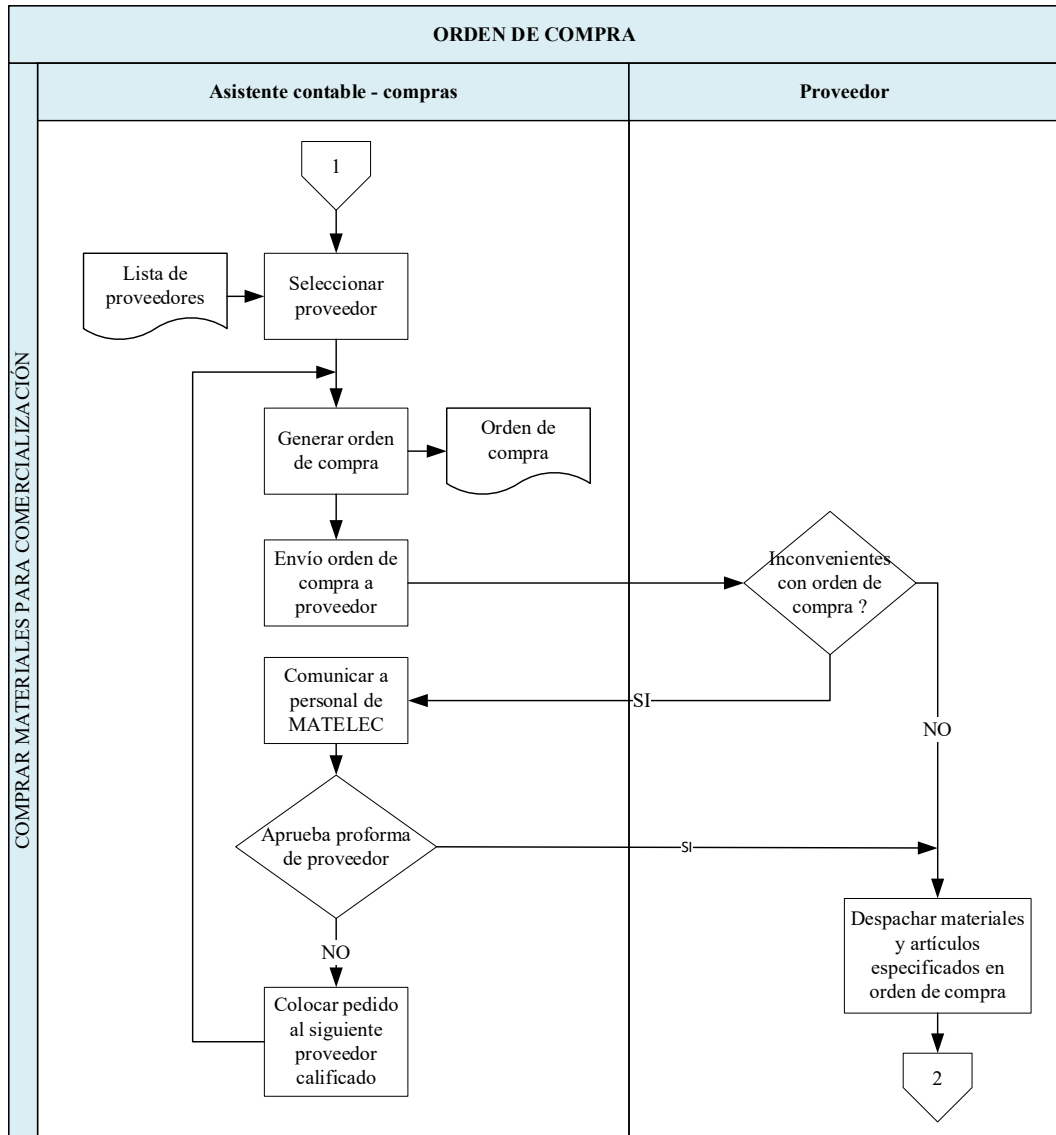 ORDEN DE COMPRA
COMPRAR MATERIALES PARA COMERCIALIZACIÓN
Asistente contable - compras
Proveedor
1
Lista de
proveedores
Seleccionar
proveedor
Generar orden
de compra
Orden de
compra
Envío orden de
compra a
proveedor
Inconvenientes
con orden de
compra ?
Comunicar a
personal de
MATELEC
SI
NO
Aprueba proforma
de proveedor
SI
NO
Despachar materiales
y artículos
especificados en
orden de compra
Colocar pedido
al siguiente
proveedor
calificado
2